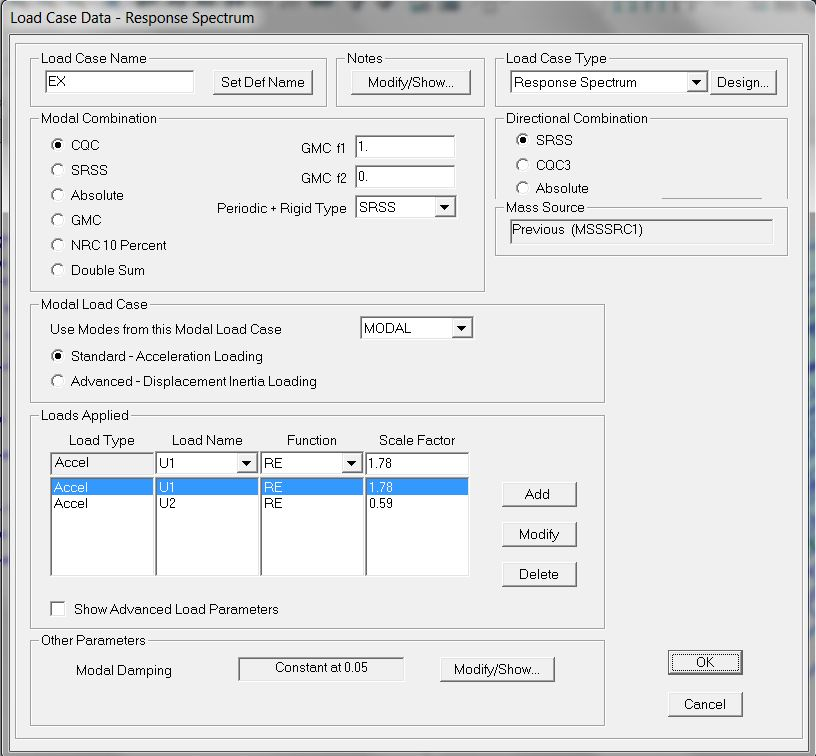 Load Case Data - Response Spectrum
Load Case Name
EX
Set Def Name
Notes
Modify/Show...
Load Case Type
Response Spectrum
Design...
Modal Combination
CQC
SRSS
Absolute
GMC
NRC 10 Percent
Double Sum
GMC f1
1.
GMC f2
0.
Periodic + Rigid Type
SRSS
Directional Combination
SRSS
CQC3
Absolute
Mass Source
Previous (MSSSRC1)
Modal Load Case
Use Modes from this Modal Load Case
MODAL
Standard - Acceleration Loading
Advanced - Displacement Inertia Loading
Loads Applied
Load Type Load Name Function Scale Factor
Accel U1 RE 1.78
Accel U1 RE 1.78
Accel U2 RE 0.59
Add
Modify
Delete
Show Advanced Load Parameters
Other Parameters
Modal Damping
Constant at 0.05
Modify/Show...
OK
Cancel